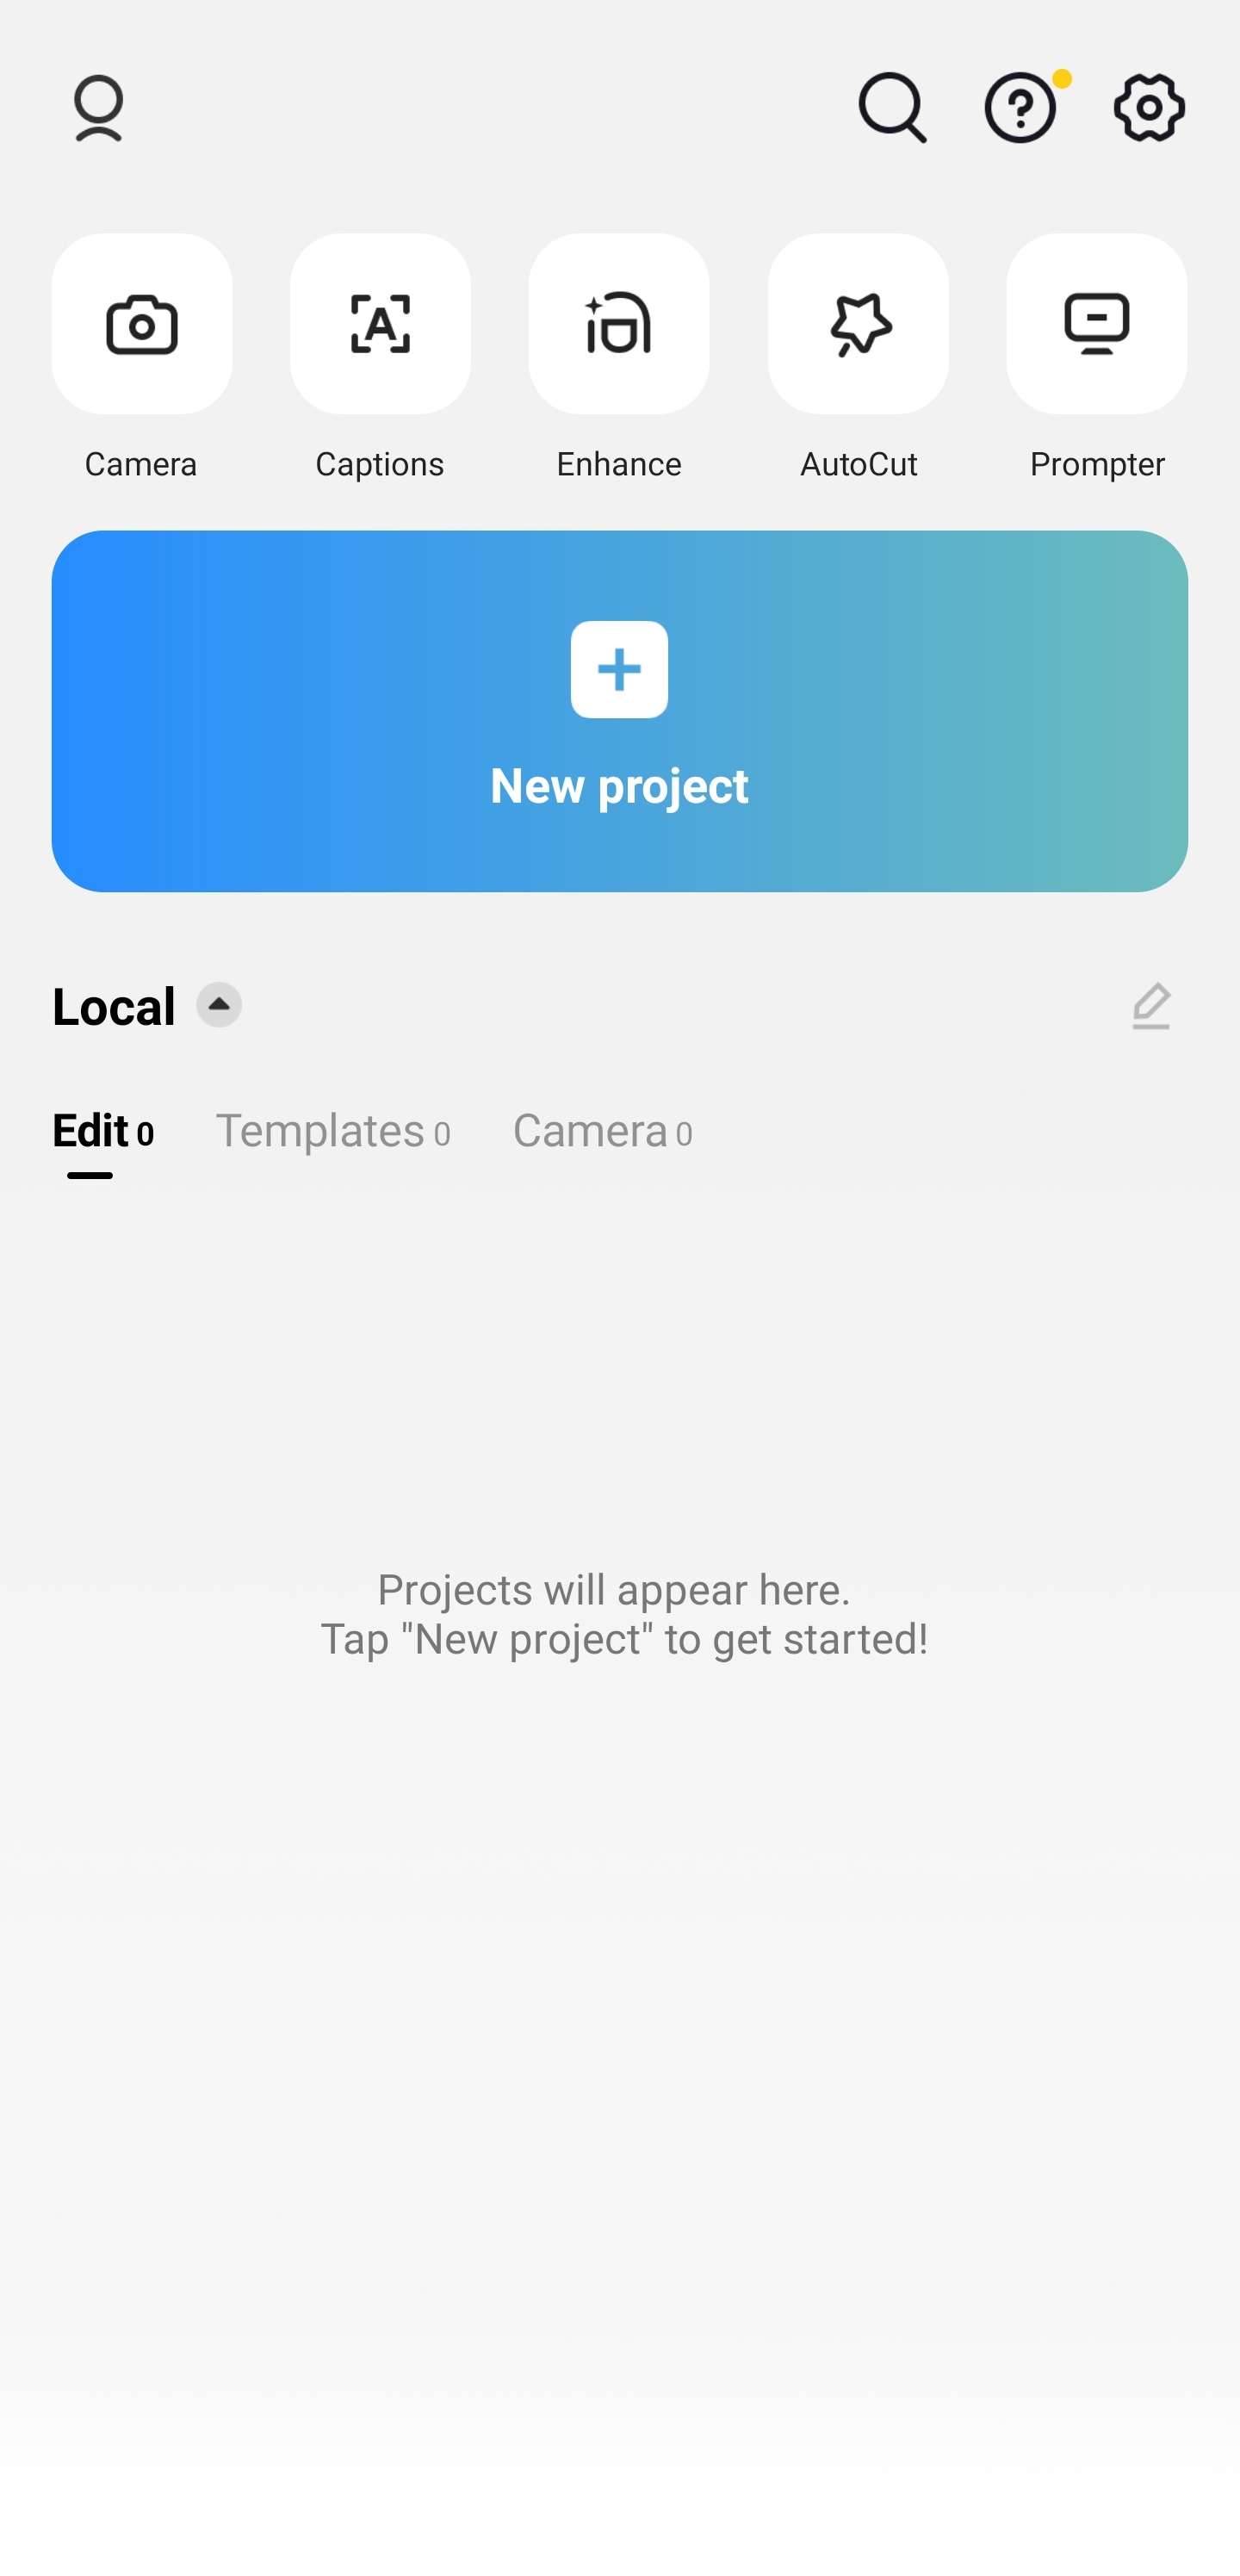 Camera
Captions
Enhance
AutoCut
Prompter
New project
Local
Edit 0
Templates 0
Camera 0
Projects will appear here.
Tap "New project" to get started!